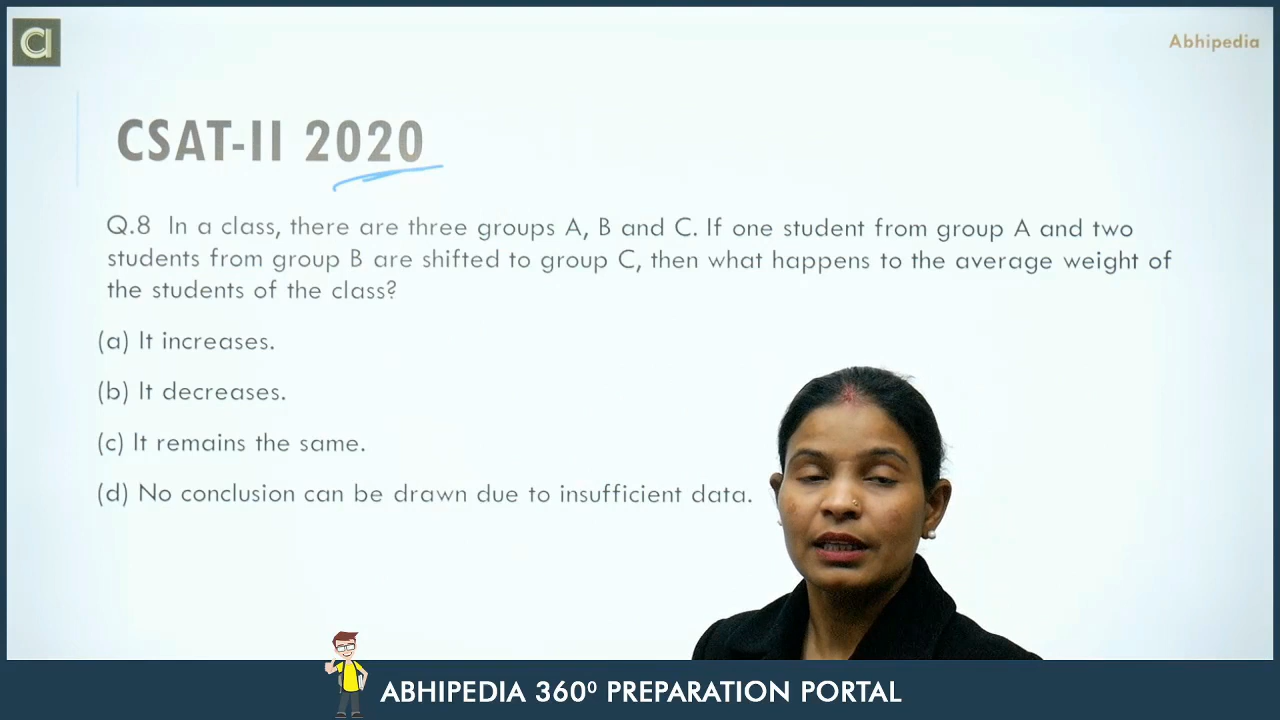 Abhipedia
CSAT-II 2020
Q.8 In a class, there are three groups A, B and C. If one student from group A and two
students from group B are shifted to group C, then what happens to the average weight of
the students of the class?
(a) It increases.
(b) It decreases.
(c) It remains the same.
(d) No conclusion can be drawn due to insufficient data.
ABHIPEDIA 360⁰ PREPARATION PORTAL